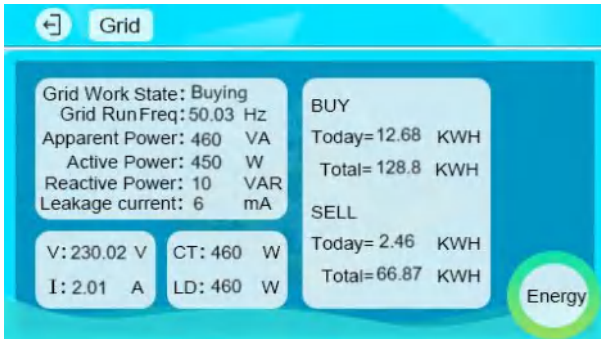 Grid
Grid Work State: Buying
Grid Run Freq: 50.03 Hz
Apparent Power: 460 VA
Active Power: 450 W
Reactive Power: 10 VAR
Leakage current: 6 mA
V: 230.02 V
I: 2.01 A
CT: 460 W
LD: 460 W
BUY
Today= 12.68 KWH
Total= 128.8 KWH
SELL
Today= 2.46 KWH
Total= 66.87 KWH
Energy